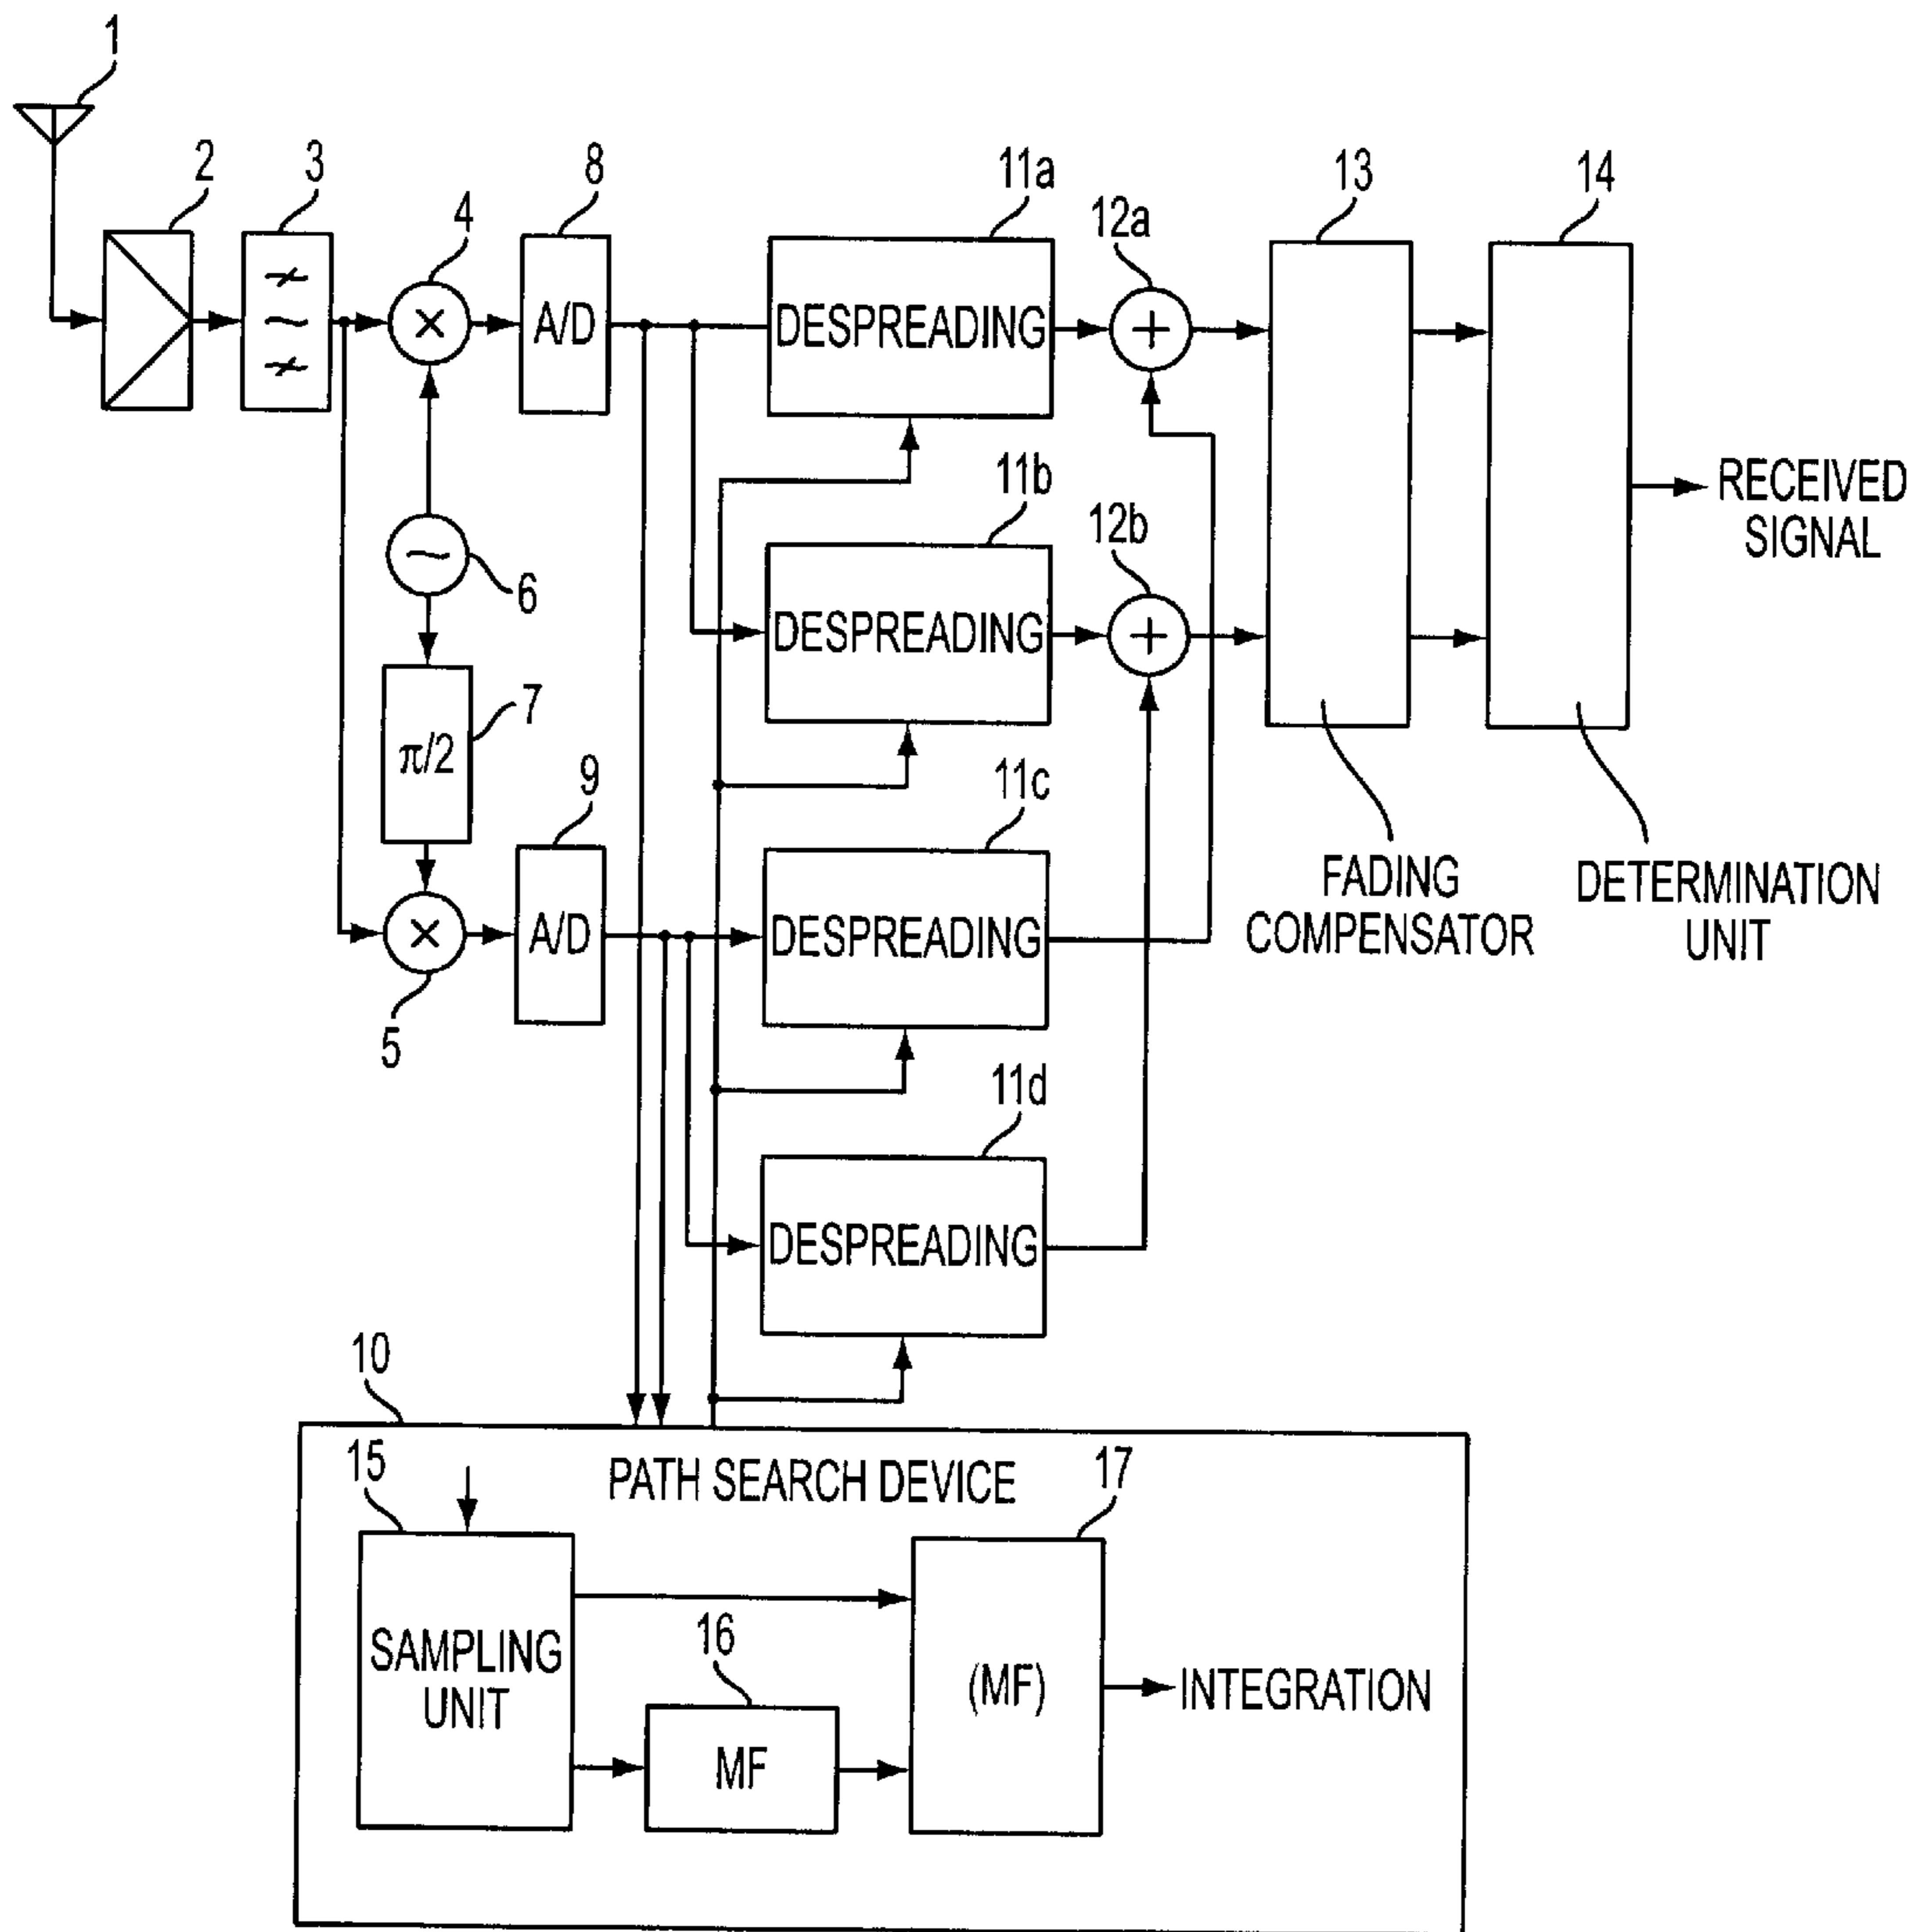 1
2
3
4
8
11a
12a
13
14
A/D
DESPREADING
11b
12b
RECEIVED
SIGNAL
6
DESPREADING
7
π/2
9
11c
A/D
DESPREADING
FADING
COMPENSATOR
DETERMINATION
UNIT
5
11d
DESPREADING
10
PATH SEARCH DEVICE
15
17
SAMPLING
UNIT
16
(MF)
INTEGRATION
MF